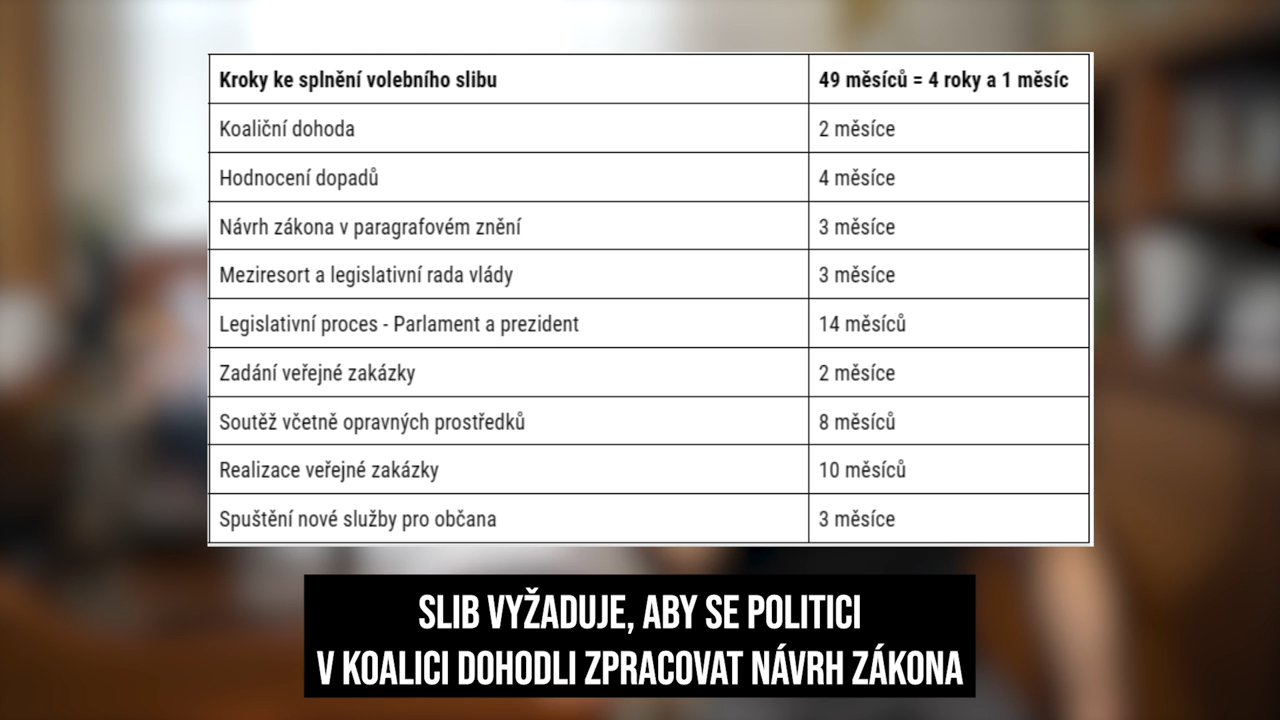 Kroky ke splnění volebního slibu 49 měsíců = 4 roky a 1 měsíc
Koaliční dohoda 2 měsíce
Hodnocení dopadů 4 měsíce
Návrh zákona v paragrafovém znění 3 měsíce
Meziresort a legislativní rada vlády 3 měsíce
Legislativní proces - Parlament a prezident 14 měsíců
Zadání veřejné zakázky 2 měsíce
Soutěž včetně opravných prostředků 8 měsíců
Realizace veřejné zakázky 10 měsíců
Spuštění nové služby pro občana 3 měsíce
SLIB VYŽADUJE, ABY SE POLITICI
V KOALICI DOHODLI ZPRACOVAT NÁVRH ZÁKONA